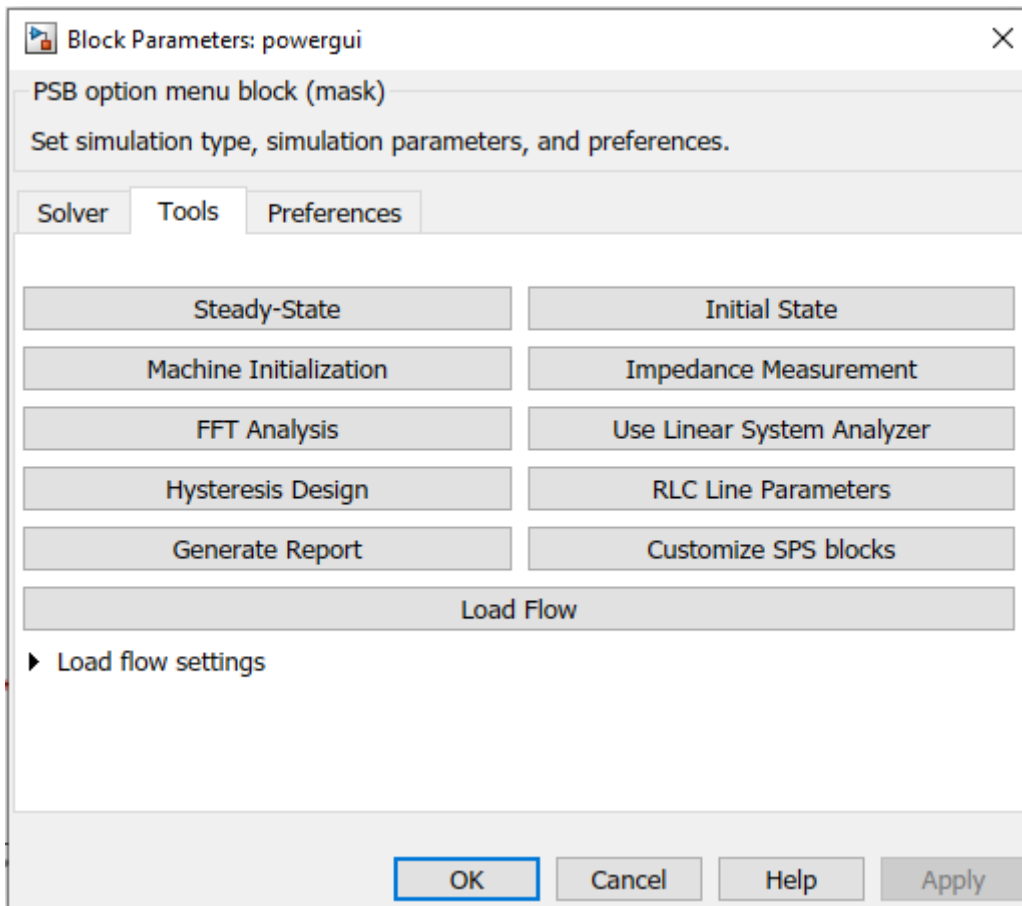 Block Parameters: powergui
PSB option menu block (mask)
Set simulation type, simulation parameters, and preferences.
Solver Tools Preferences
Steady-State Initial State
Machine Initialization Impedance Measurement
FFT Analysis Use Linear System Analyzer
Hysteresis Design RLC Line Parameters
Generate Report Customize SPS blocks
Load Flow
Load flow settings
OK Cancel Help Apply